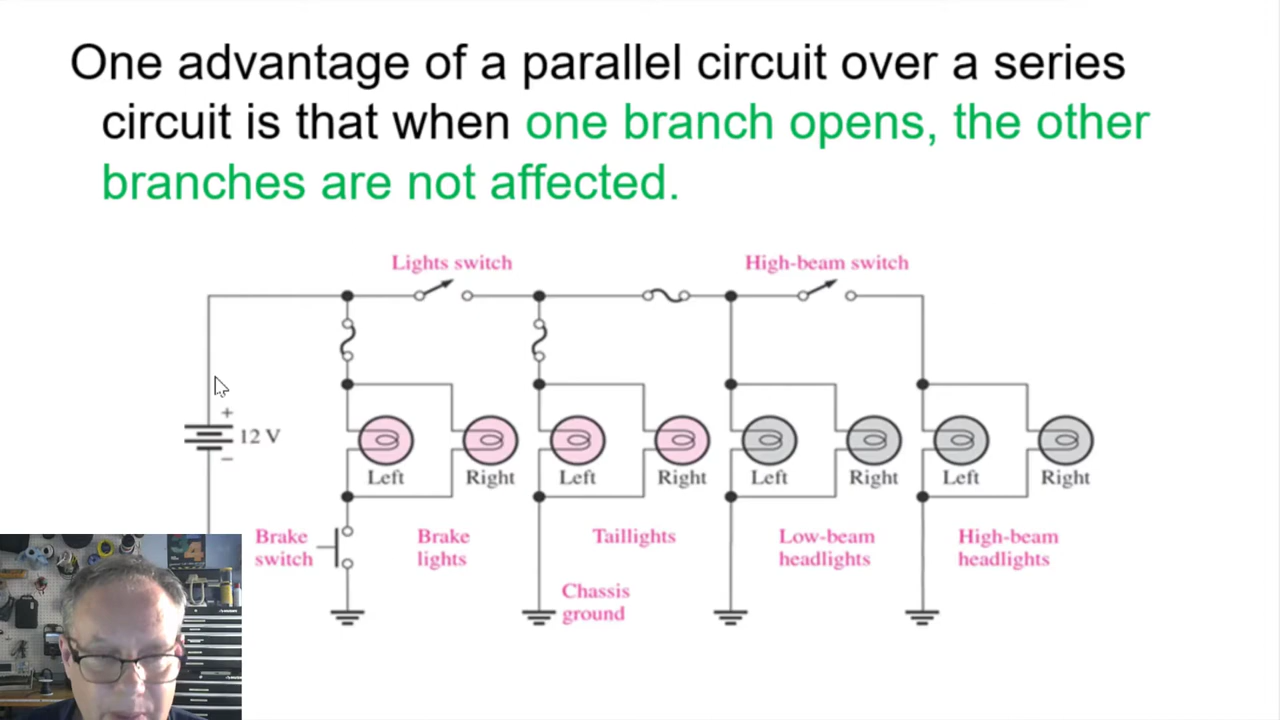 One advantage of a parallel circuit over a series
circuit is that when one branch opens, the other
branches are not affected.
Lights switch
High-beam switch
+
12 V
−
Left
Right
Left
Right
Left
Right
Left
Right
Brake
switch
Brake
lights
Taillights
Low-beam
headlights
High-beam
headlights
Chassis
ground